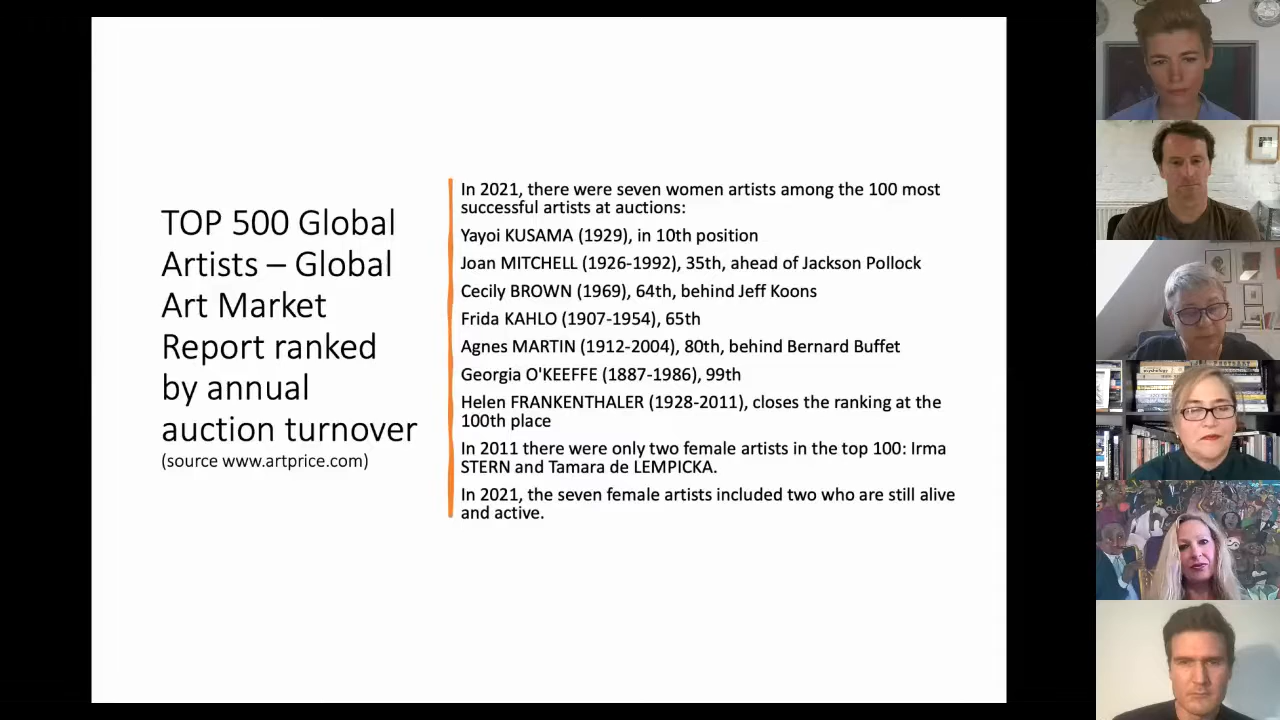 TOP 500 Global
Artists – Global
Art Market
Report ranked
by annual
auction turnover
(source www.artprice.com)
In 2021, there were seven women artists among the 100 most
successful artists at auctions:
Yayoi KUSAMA (1929), in 10th position
Joan MITCHELL (1926-1992), 35th, ahead of Jackson Pollock
Cecily BROWN (1969), 64th, behind Jeff Koons
Frida KAHLO (1907-1954), 65th
Agnes MARTIN (1912-2004), 80th, behind Bernard Buffet
Georgia O'KEEFFE (1887-1986), 99th
Helen FRANKENTHALER (1928-2011), closes the ranking at the
100th place
In 2011 there were only two female artists in the top 100: Irma
STERN and Tamara de LEMPICKA.
In 2021, the seven female artists included two who are still alive
and active.